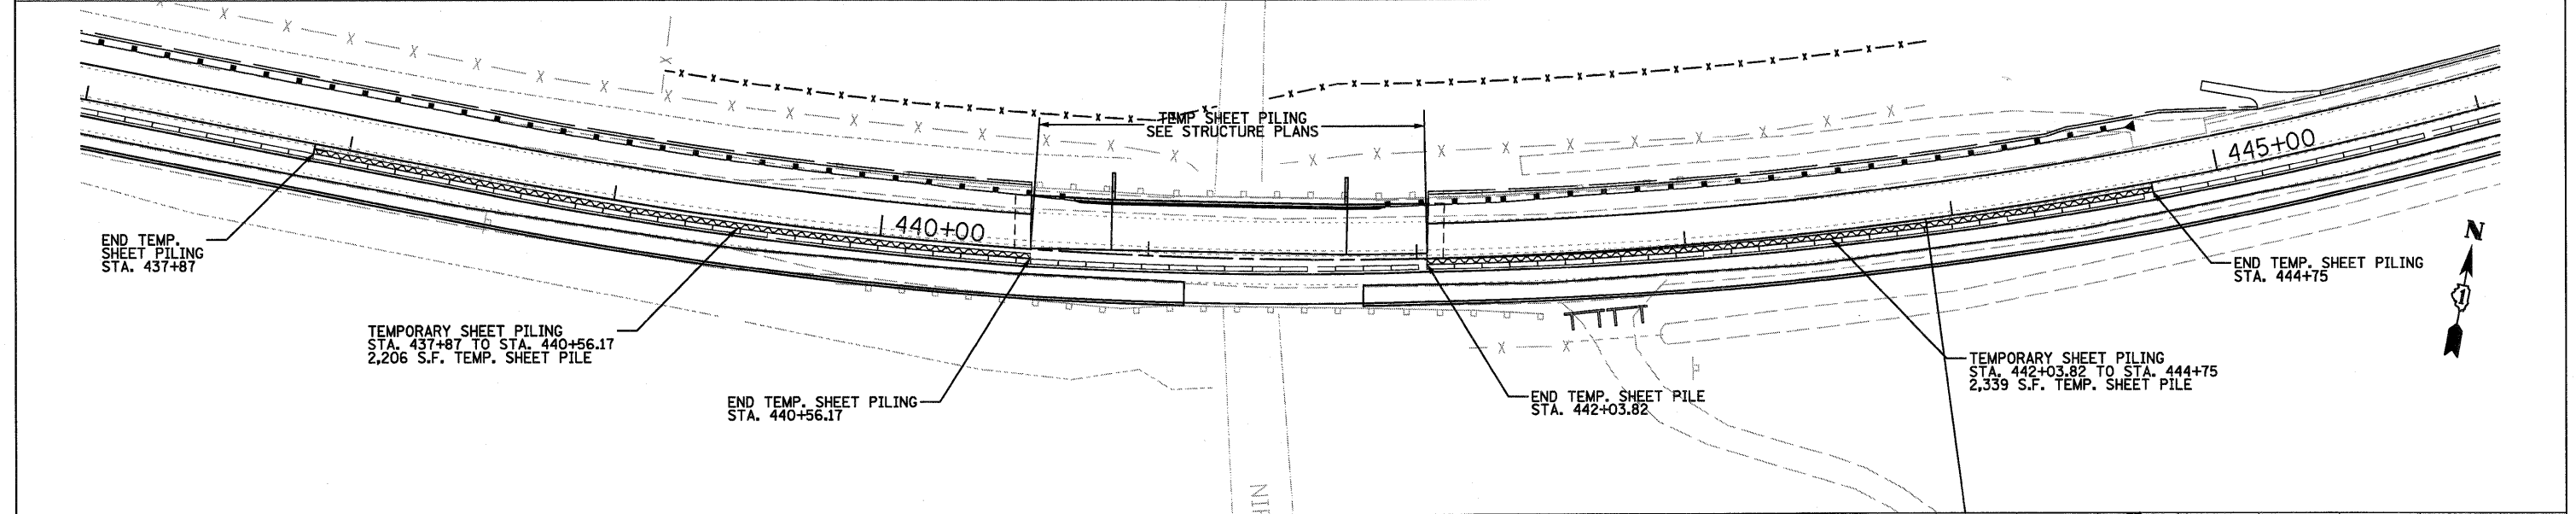 TEMP SHEET PILING
SEE STRUCTURE PLANS
445+00
440+00
N
1
END TEMP.
SHEET PILING
STA. 437+87
END TEMP. SHEET PILING
STA. 444+75
TEMPORARY SHEET PILING
STA. 437+87 TO STA. 440+56.17
2,206 S.F. TEMP. SHEET PILE
TEMPORARY SHEET PILING
STA. 442+03.82 TO STA. 444+75
2,339 S.F. TEMP. SHEET PILE
END TEMP. SHEET PILING
STA. 440+56.17
END TEMP. SHEET PILE
STA. 442+03.82